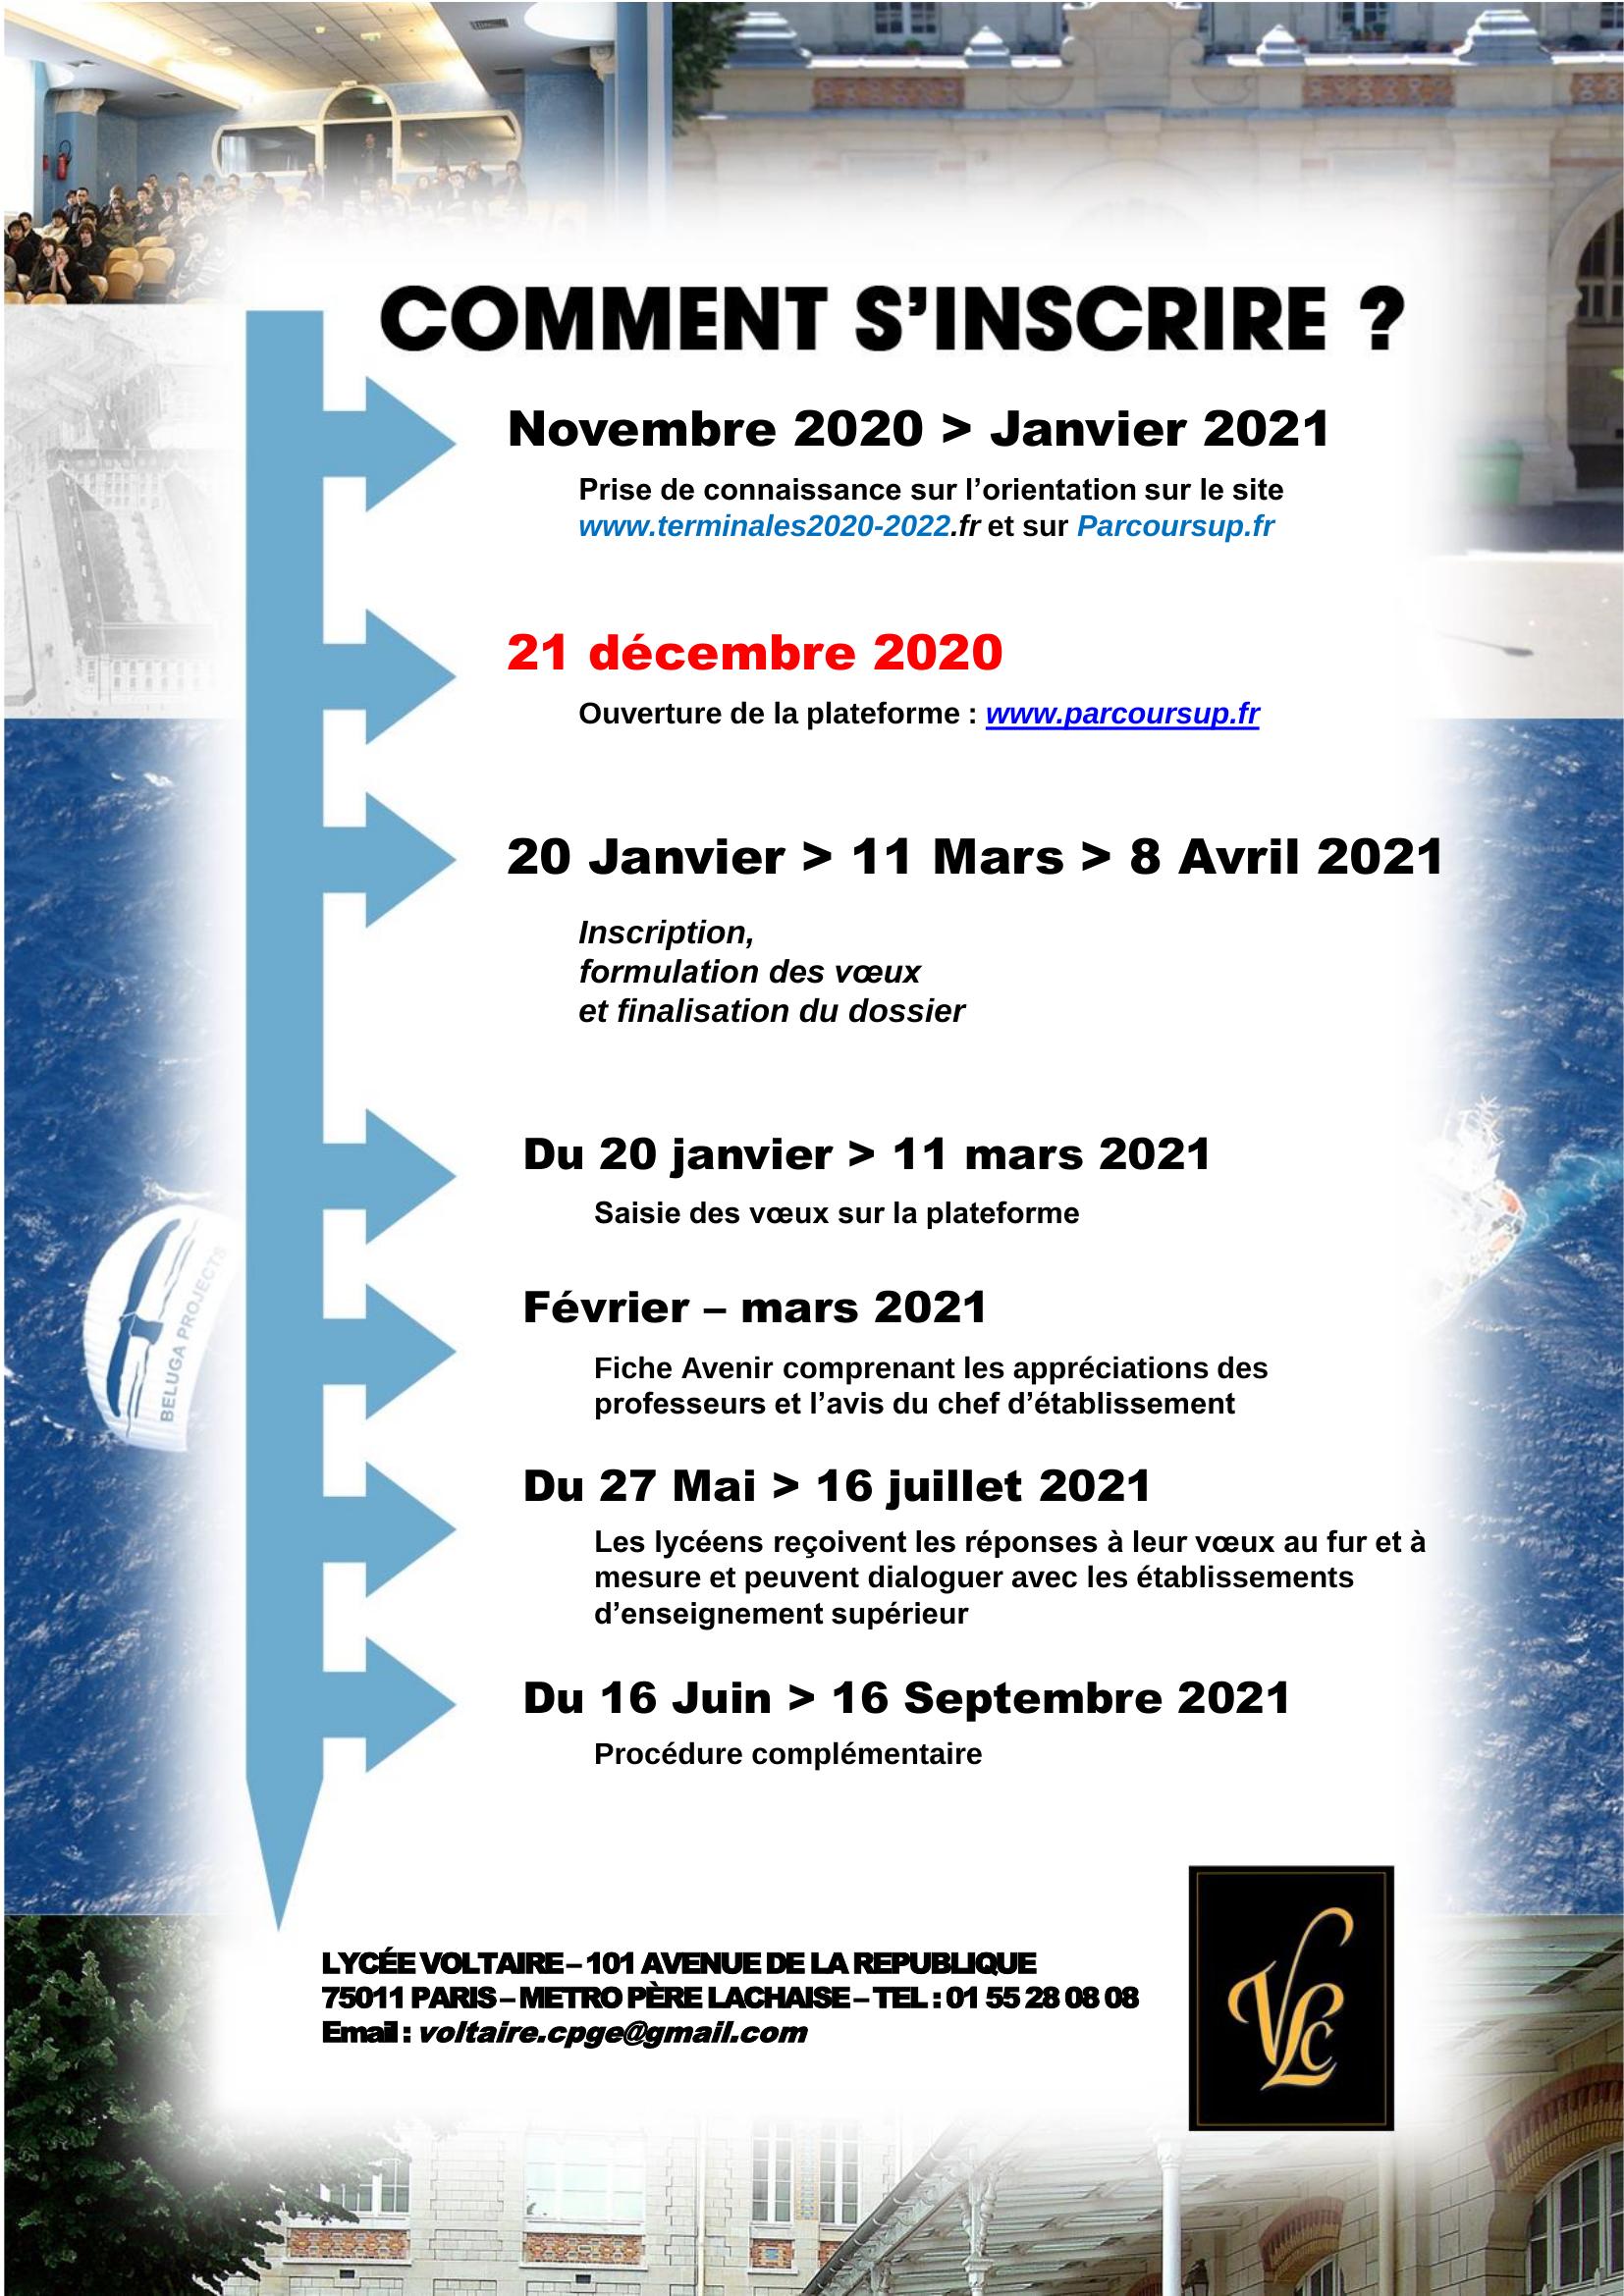 COMMENT S’INSCRIRE ?
Novembre 2020 > Janvier 2021
Prise de connaissance sur l’orientation sur le site
www.terminales2020-2022.fr et sur Parcoursup.fr
21 décembre 2020
Ouverture de la plateforme : www.parcoursup.fr
20 Janvier > 11 Mars > 8 Avril 2021
Inscription,
formulation des vœux
et finalisation du dossier
Du 20 janvier > 11 mars 2021
Saisie des vœux sur la plateforme
Février – mars 2021
Fiche Avenir comprenant les appréciations des
professeurs et l’avis du chef d’établissement
BELUGA PROJECTS
Du 27 Mai > 16 juillet 2021
Les lycéens reçoivent les réponses à leur vœux au fur et à
mesure et peuvent dialoguer avec les établissements
d’enseignement supérieur
Du 16 Juin > 16 Septembre 2021
Procédure complémentaire
LYCÉE VOLTAIRE – 101 AVENUE DE LA REPUBLIQUE
75011 PARIS – METRO PÈRE LACHAISE – TEL : 01 55 28 08 08
Email : voltaire.cpge@gmail.com
VLC